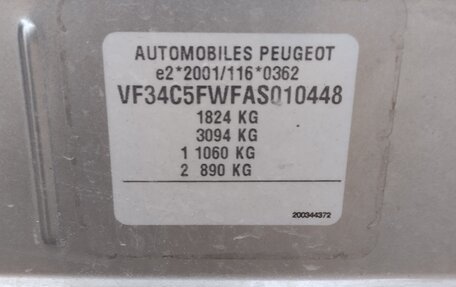 AUTOMOBILES PEUGEOT
e2*2001/116*0362
VF34C5FWFAS010448
1824 KG
3094 KG
1 1060 KG
2 890 KG
200344372